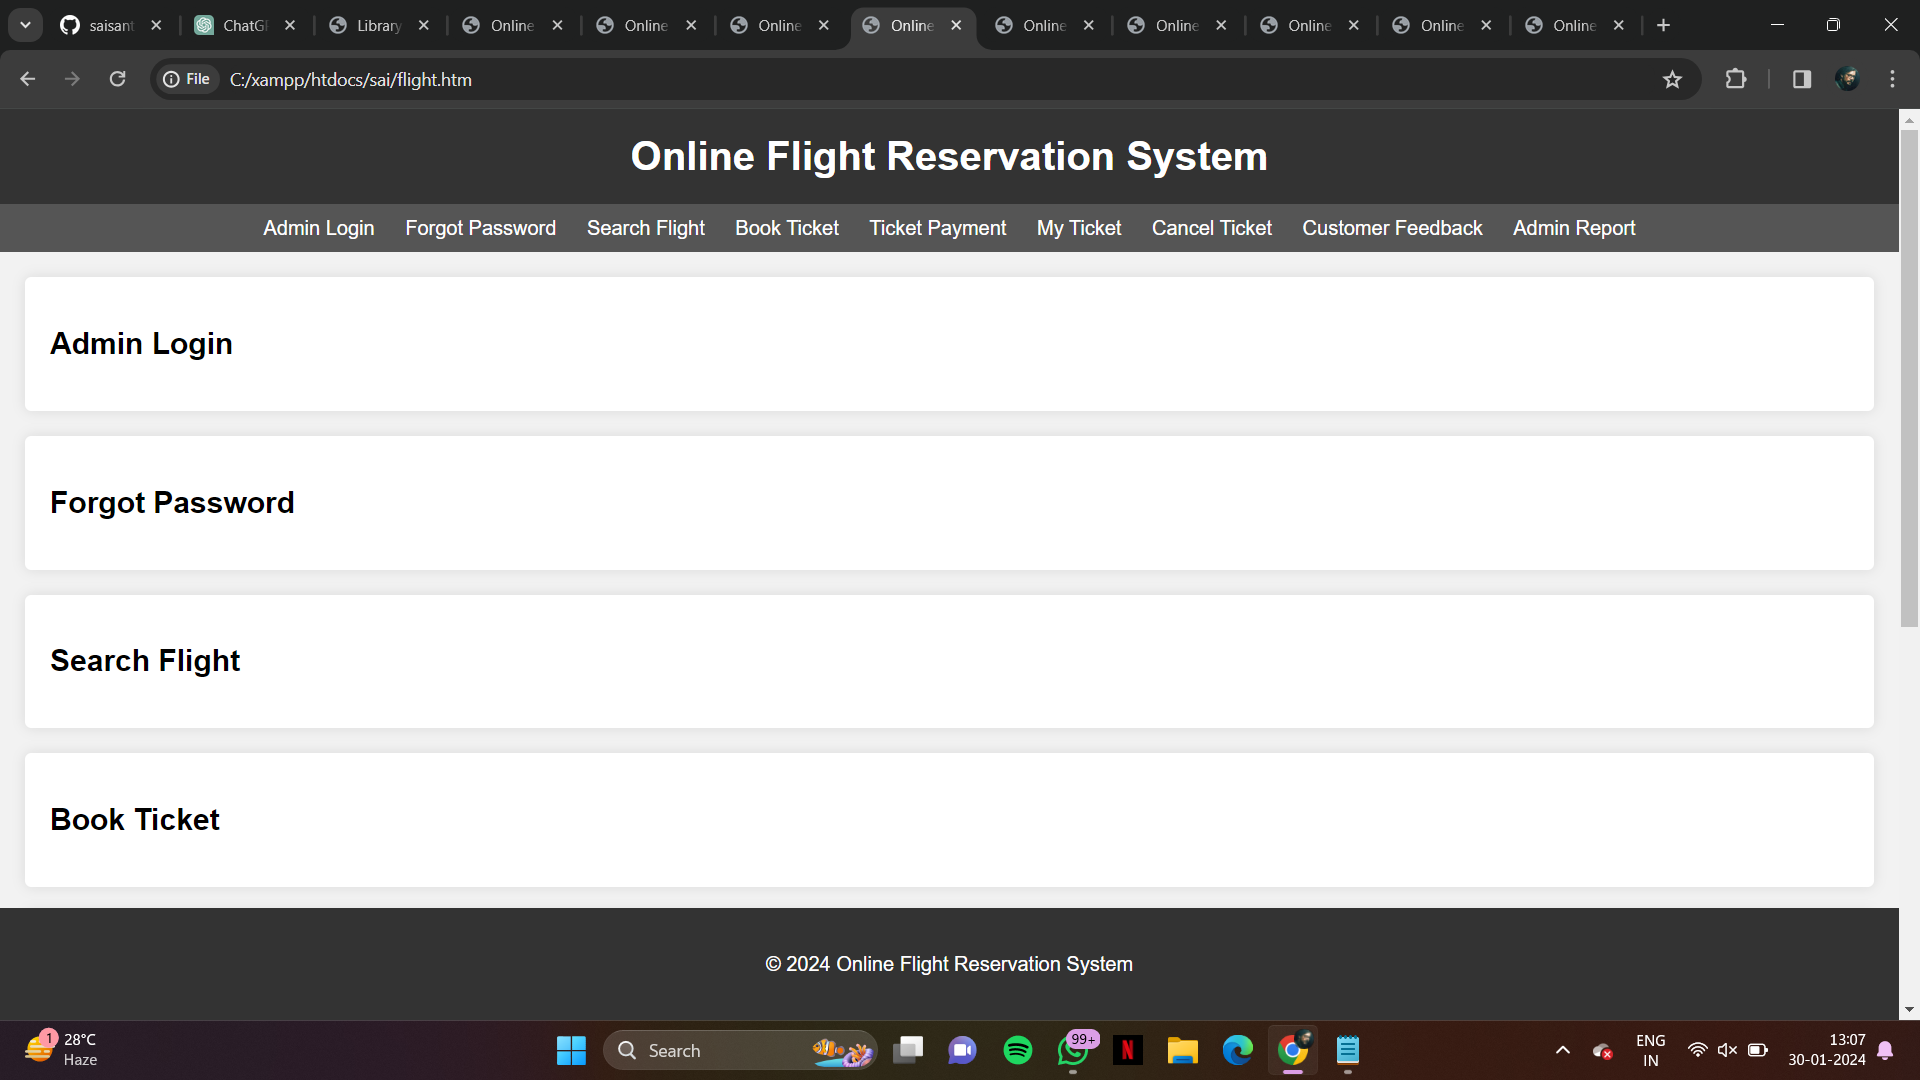 saisant
ChatGP
Library
Online
Online
Online
Online
Online
Online
Online
Online
Online
File
C:/xampp/htdocs/sai/flight.htm
Online Flight Reservation System
Admin Login Forgot Password Search Flight Book Ticket Ticket Payment My Ticket Cancel Ticket Customer Feedback Admin Report
Admin Login
Forgot Password
Search Flight
Book Ticket
© 2024 Online Flight Reservation System
1
28°C
Haze
Search
99+
N
ENG
IN
13:07
30-01-2024